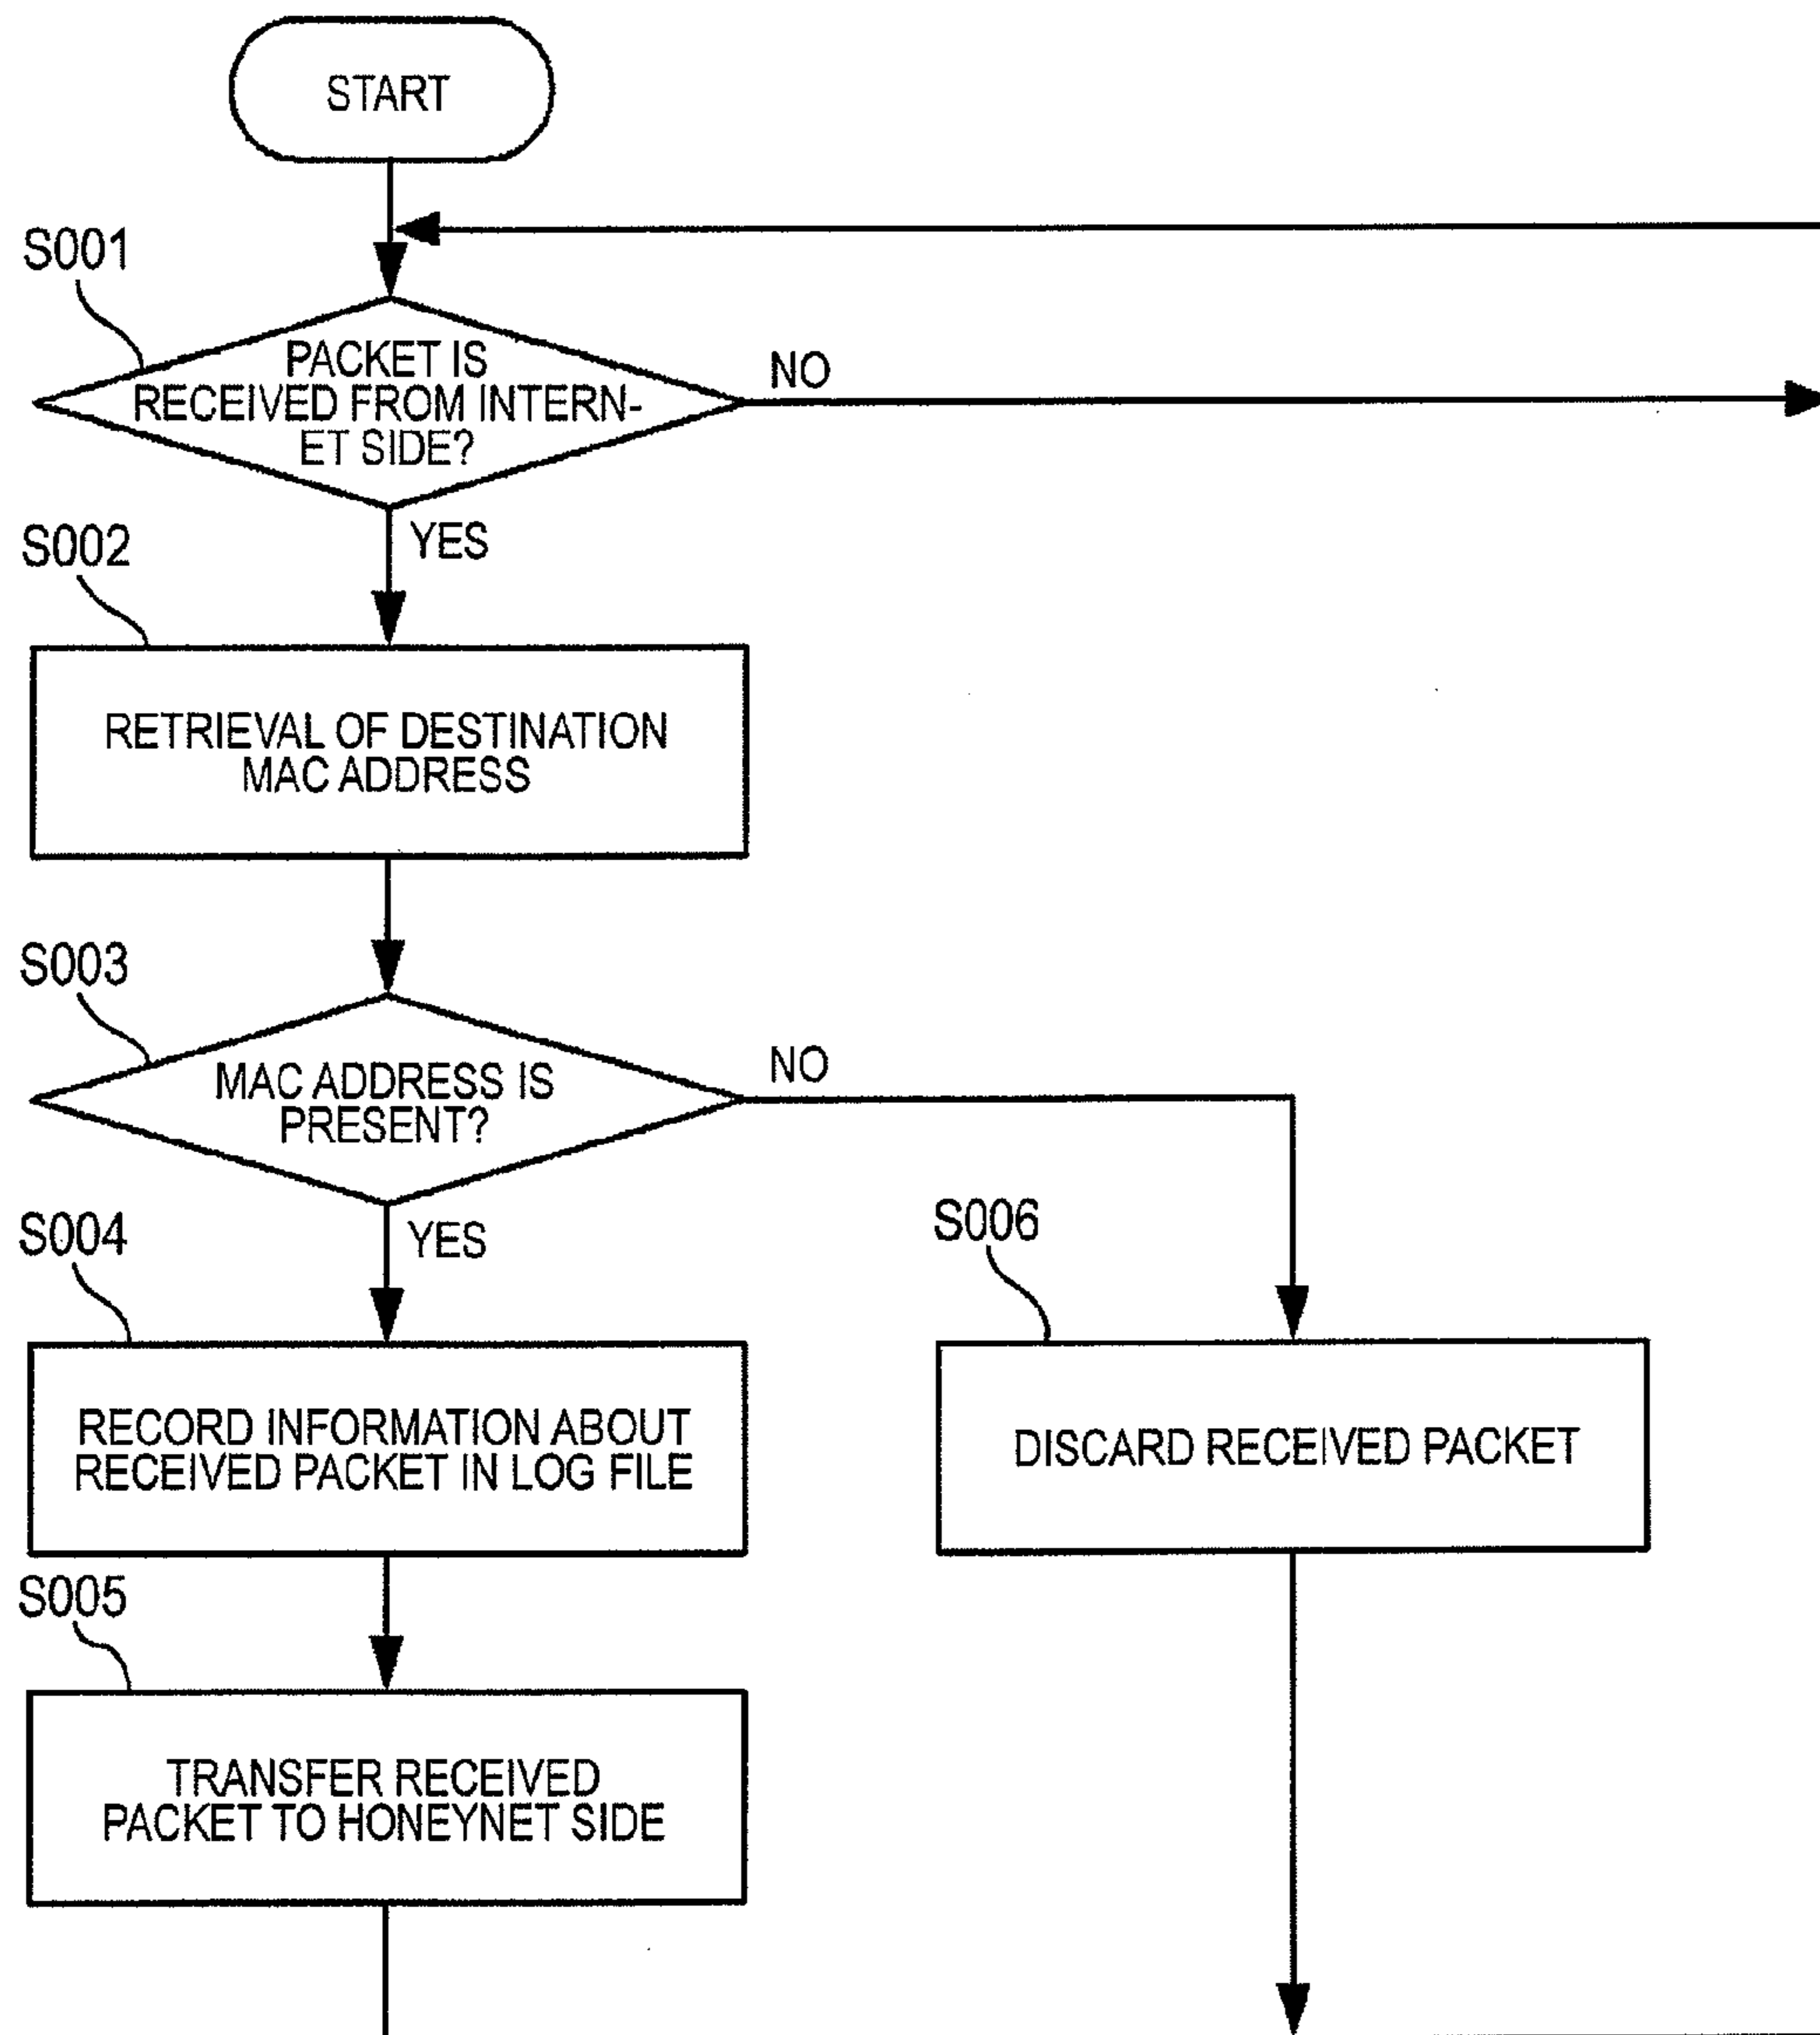 START
S001
PACKET IS
RECEIVED FROM INTERN-
ET SIDE?
NO
YES
S002
RETRIEVAL OF DESTINATION
MAC ADDRESS
S003
MAC ADDRESS IS
PRESENT?
NO
YES
S004
RECORD INFORMATION ABOUT
RECEIVED PACKET IN LOG FILE
S006
DISCARD RECEIVED PACKET
S005
TRANSFER RECEIVED
PACKET TO HONEYNET SIDE